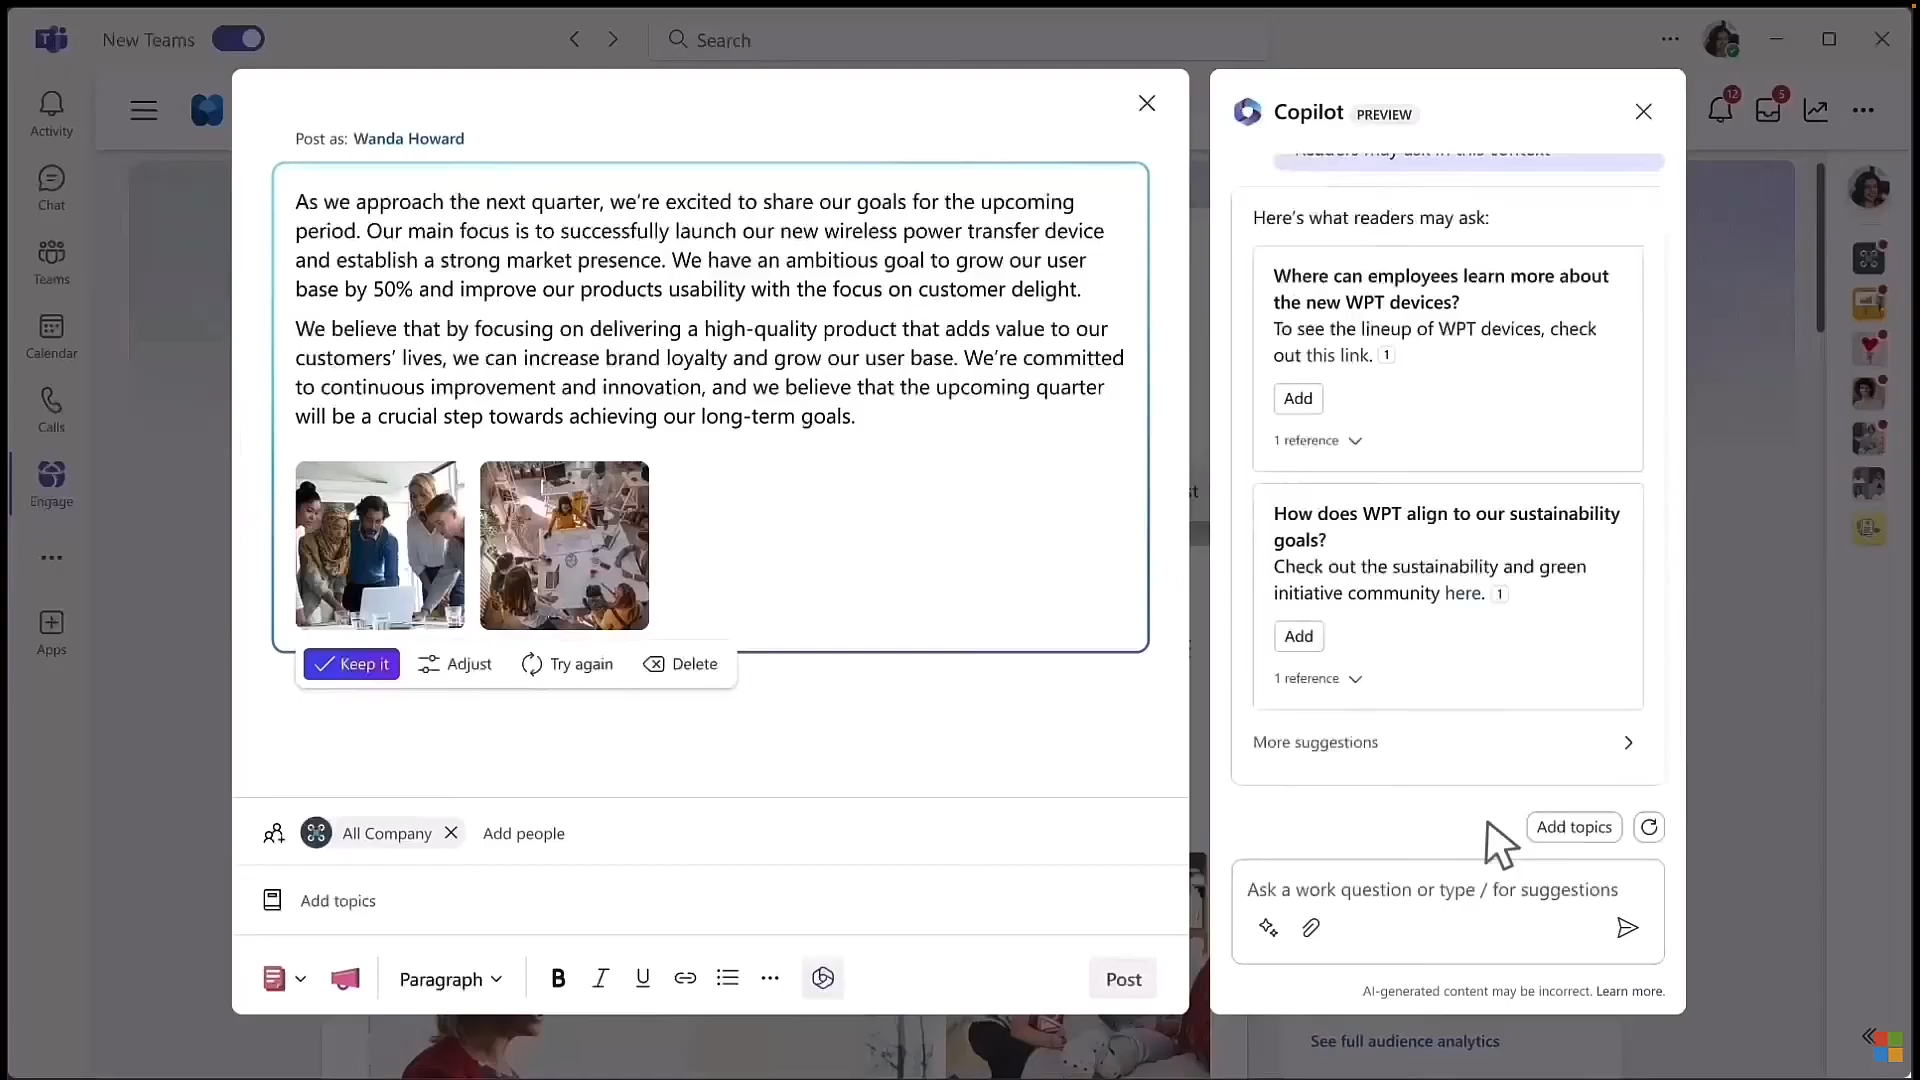 New Teams
Search
Activity
Chat
Teams
Calendar
Calls
Engage
Apps
12
5
Post as: Wanda Howard
As we approach the next quarter, we’re excited to share our goals for the upcoming
period. Our main focus is to successfully launch our new wireless power transfer device
and establish a strong market presence. We have an ambitious goal to grow our user
base by 50% and improve our products usability with the focus on customer delight.
We believe that by focusing on delivering a high-quality product that adds value to our
customers’ lives, we can increase brand loyalty and grow our user base. We’re committed
to continuous improvement and innovation, and we believe that the upcoming quarter
will be a crucial step towards achieving our long-term goals.
Keep it
Adjust
Try again
Delete
All Company
Add people
Add topics
Paragraph
B I U
Post
Copilot PREVIEW
Readers may ask in this context
Here’s what readers may ask:
Where can employees learn more about
the new WPT devices?
To see the lineup of WPT devices, check
out this link. 1
Add
1 reference
How does WPT align to our sustainability
goals?
Check out the sustainability and green
initiative community here. 1
Add
1 reference
More suggestions
Add topics
Ask a work question or type / for suggestions
AI-generated content may be incorrect. Learn more.
See full audience analytics